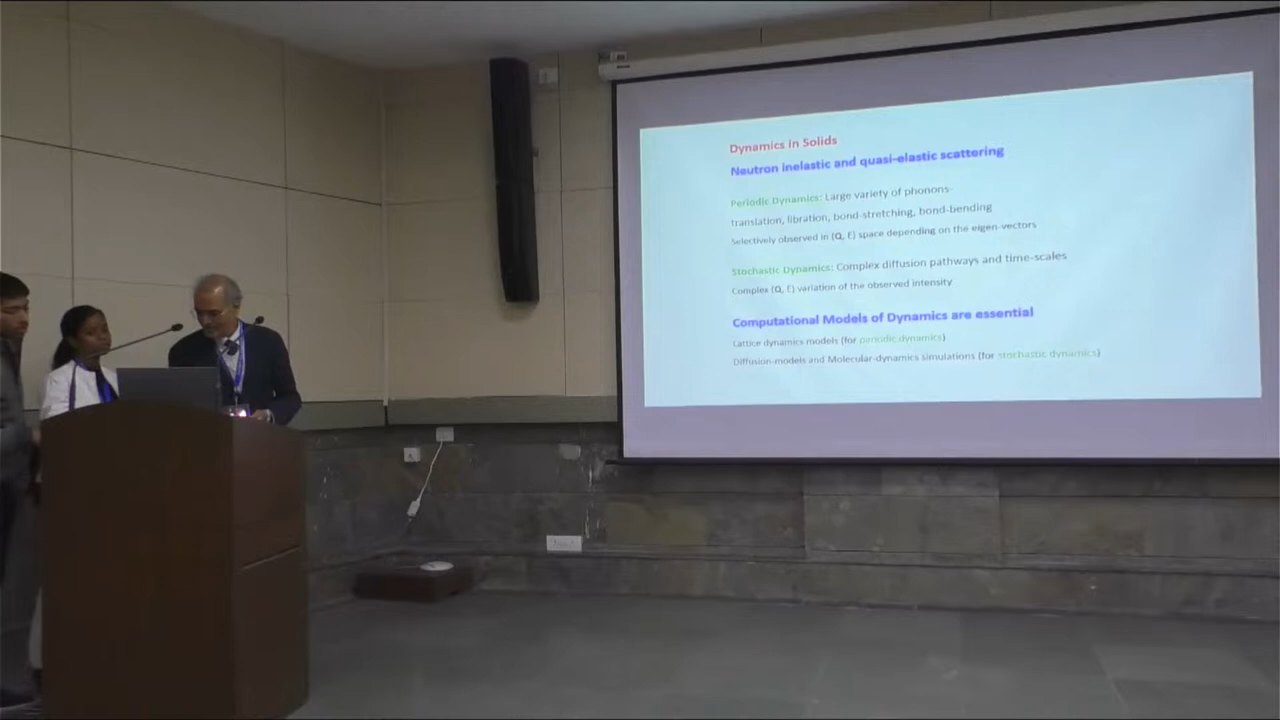 Dynamics in Solids
Neutron inelastic and quasi-elastic scattering
Periodic Dynamics: Large variety of phonons-
translation, libration, bond-stretching, bond-bending
Selectively observed in (Q, E) space depending on the eigen-vectors
Stochastic Dynamics: Complex diffusion pathways and time-scales
Complex (Q, E) variation of the observed intensity
Computational Models of Dynamics are essential
Lattice dynamics models (for periodic dynamics)
Diffusion-models and Molecular-dynamics simulations (for stochastic dynamics)